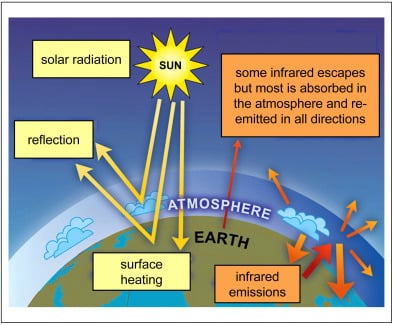 solar radiation
SUN
some infrared escapes
but most is absorbed in
the atmosphere and re-
emitted in all directions
reflection
ATMOSPHERE
EARTH
surface
heating
infrared
emissions